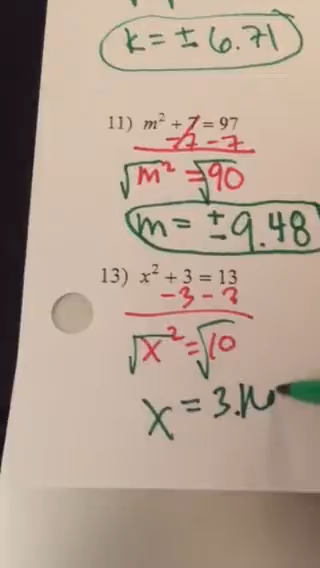 k = ± 6.71
11) m² + 7 = 97
-7 -7
√m² = √90
m = ± 9.48
13) x² + 3 = 13
-3 -3
√x² = √10
x = 3.1